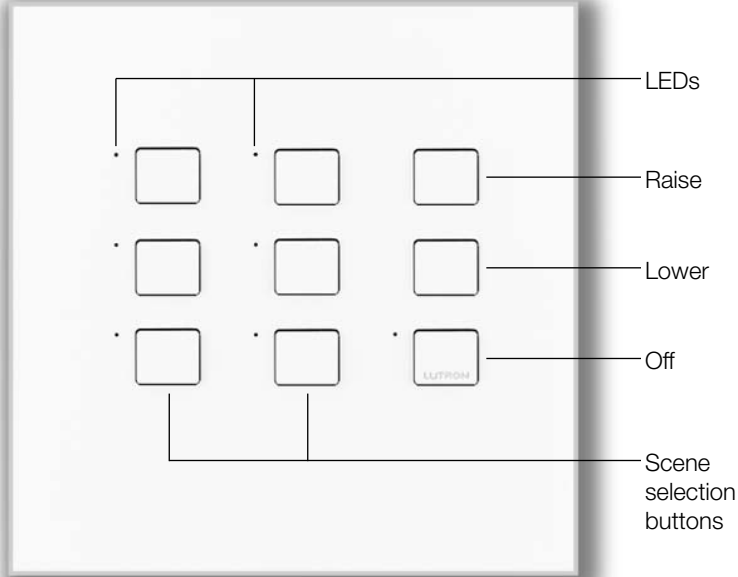 LEDs
Raise
Lower
Off
LUTRON
Scene
selection
buttons